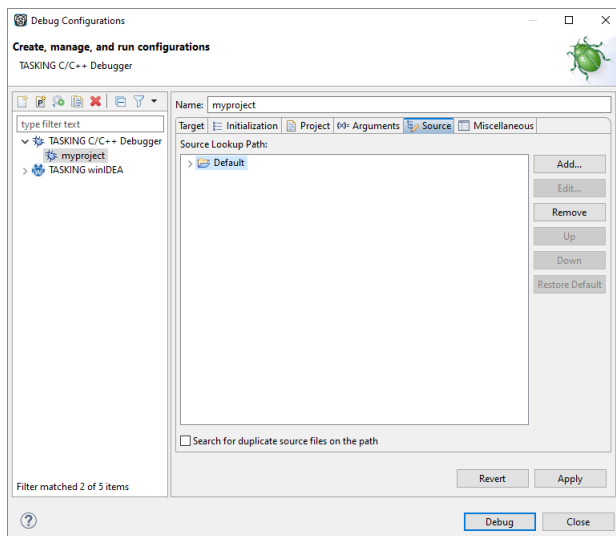 Debug Configurations
Create, manage, and run configurations
TASKING C/C++ Debugger
type filter text
TASKING C/C++ Debugger
myproject
TASKING winIDEA
Filter matched 2 of 5 items
Name: myproject
Target Initialization Project (x)= Arguments Source Miscellaneous
Source Lookup Path:
Default
Add...
Edit...
Remove
Up
Down
Restore Default
Search for duplicate source files on the path
Revert Apply
? Debug Close